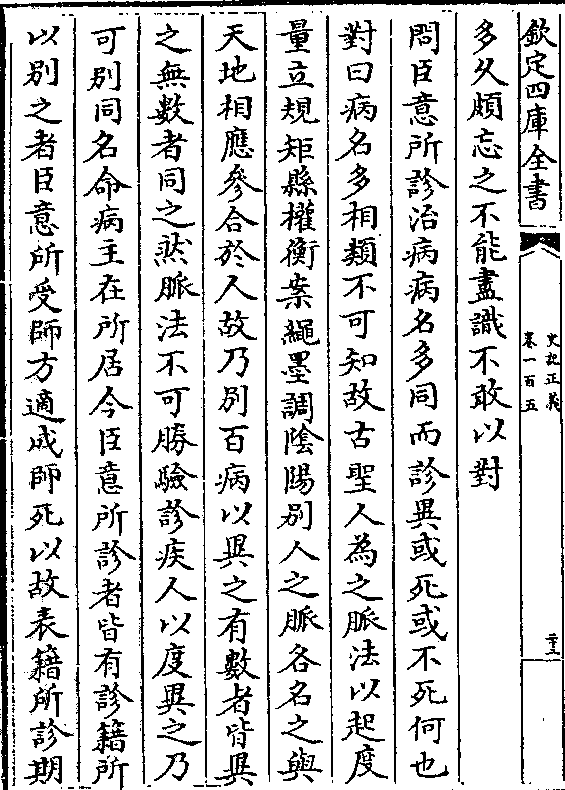 欽定四庫全書
史記正義
卷一百五
二十三
多久頗忘之不能盡識不敢以對
問臣意所診治病病名多同而診異或死或不死何也
對曰病名多相類不可知故古聖人為之脈法以起度
量立規矩縣權衡案繩墨調陰陽別人之脈各名之與
天地相應參合於人故乃別百病以異之有數者皆異
之無數者同之然脈法不可勝驗診疾人以度異之乃
可別同名命病主在所居今臣意所診者皆有診籍所
以別之者臣意所受師方適成師死以故表籍所診期